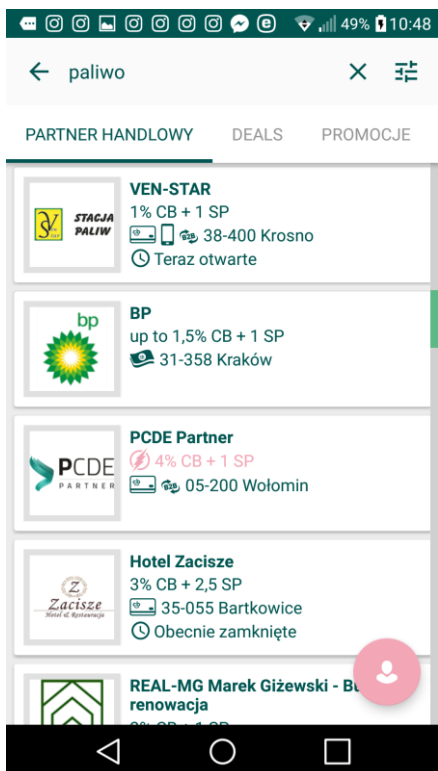 49% 10:48
paliwo
PARTNER HANDLOWY DEALS PROMOCJE
STACJA
PALIW
VEN-STAR
1% CB + 1 SP
B2B 38-400 Krosno
Teraz otwarte
bp
BP
up to 1,5% CB + 1 SP
31-358 Kraków
PCDE
PARTNER
PCDE Partner
4% CB + 1 SP
B2B 05-200 Wołomin
Z
Zacisze
Hotel & Restauracja
Hotel Zacisze
3% CB + 2,5 SP
35-055 Bartkowice
Obecnie zamknięte
REAL-MG Marek Giżewski - 
renowacja